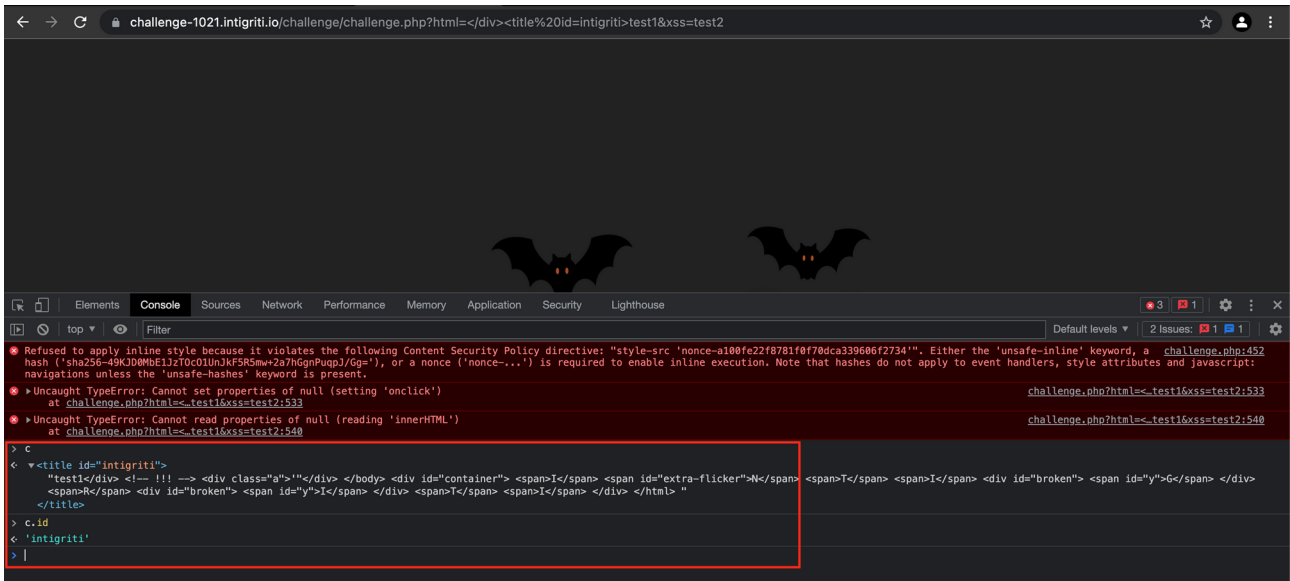 challenge-1021.intigriti.io/challenge/challenge.php?html=</div><title%20id=intigriti>test1&xss=test2
Elements Console Sources Network Performance Memory Application Security Lighthouse 3 1
top ▼ Filter Default levels ▼ 2 Issues: 1 1
Refused to apply inline style because it violates the following Content Security Policy directive: "style-src 'nonce-a100fe22f8781f0f70dca339606f2734'". Either the 'unsafe-inline' keyword, a challenge.php:452
hash ('sha256-49KJD0MbE1JzTOcO1UnJkF5R5mw+2a7hGgnPuqpJ/Gg='), or a nonce ('nonce-...') is required to enable inline execution. Note that hashes do not apply to event handlers, style attributes and javascript:
navigations unless the 'unsafe-hashes' keyword is present.
▶Uncaught TypeError: Cannot set properties of null (setting 'onclick') challenge.php?html=<…test1&xss=test2:533
at challenge.php?html=<…test1&xss=test2:533
▶Uncaught TypeError: Cannot read properties of null (reading 'innerHTML') challenge.php?html=<…test1&xss=test2:540
at challenge.php?html=<…test1&xss=test2:540
> c
▼<title id="intigriti">
"test1</div> <!-- !!! --> <div class="a">'"</div> </body> <div id="container"> <span>I</span> <span id="extra-flicker">N</span> <span>T</span> <span>I</span> <div id="broken"> <span id="y">G</span> </div>
<span>R</span> <div id="broken"> <span id="y">I</span> </div> <span>T</span> <span>I</span> </div> </html> "
</title>
> c.id
'intigriti'
>